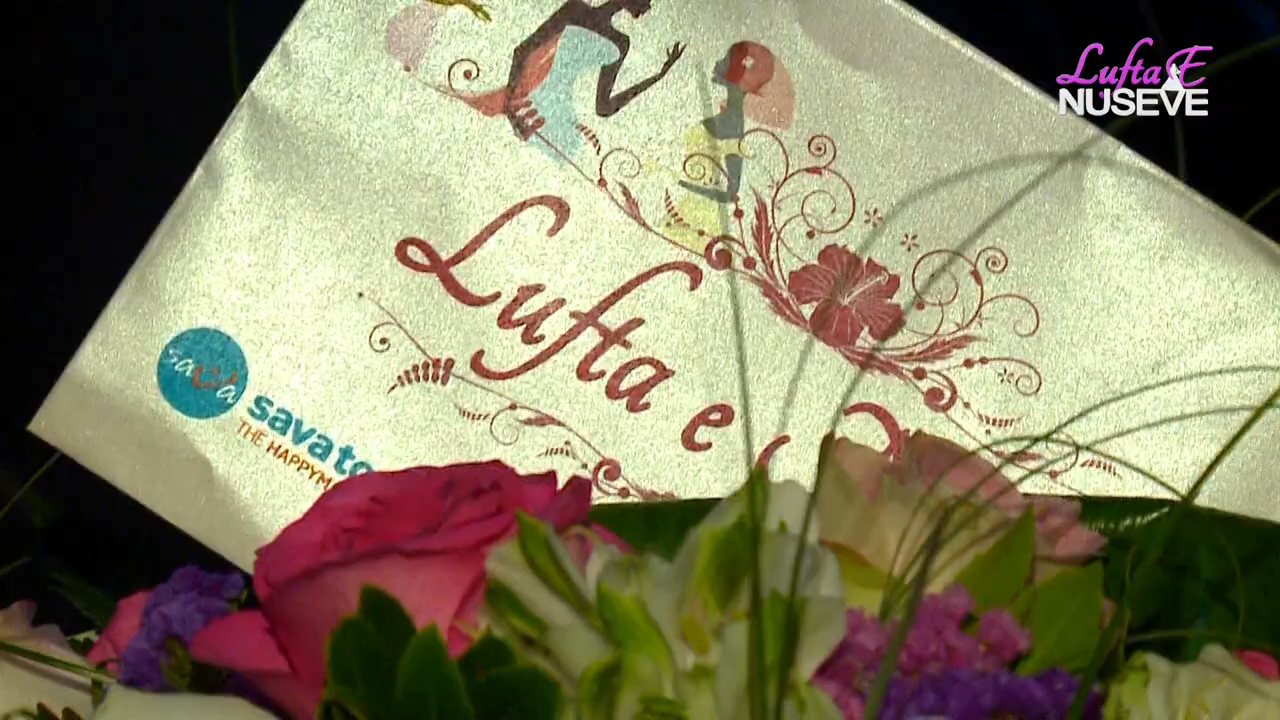 Lufta E
NUSEVE
Lufta e
sava
savato
THE HAPPYM